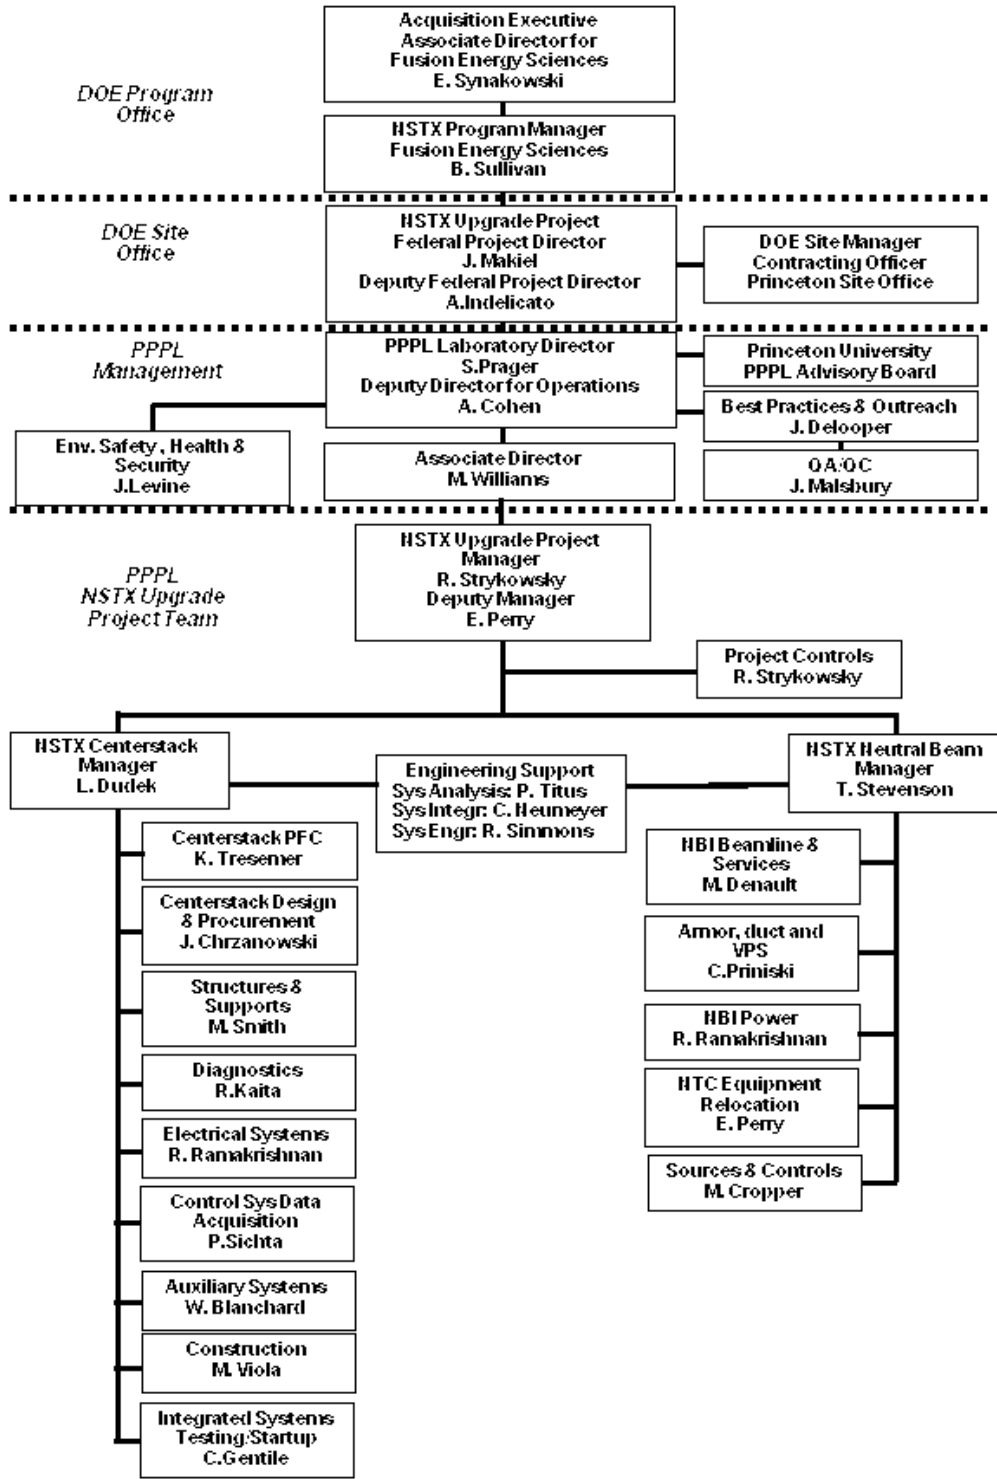 Acquisition Executive
Associate Director for
Fusion Energy Sciences
E. Synakowski
DOE Program
Office
NSTX Program Manager
Fusion Energy Sciences
B. Sullivan
DOE Site
Office
NSTX Upgrade Project
Federal Project Director
J. Makiel
Deputy Federal Project Director
A.Indelicato
DOE Site Manager
Contracting Officer
Princeton Site Office
PPPL
Management
PPPL Laboratory Director
S.Prager
Deputy Director for Operations
A. Cohen
Princeton University
PPPL Advisory Board
Best Practices & Outreach
J. Delooper
Env. Safety , Health &
Security
J.Levine
Associate Director
M. Williams
QA/QC
J. Malsbury
PPPL
NSTX Upgrade
Project Team
NSTX Upgrade Project
Manager
R. Strykowsky
Deputy Manager
E. Perry
Project Controls
R. Strykowsky
NSTX Centerstack
Manager
L. Dudek
Engineering Support
Sys Analysis: P. Titus
Sys Integr: C. Neumeyer
Sys Engr: R. Simmons
NSTX Neutral Beam
Manager
T. Stevenson
Centerstack PFC
K. Tresemer
Centerstack Design
& Procurement
J. Chrzanowski
Structures &
Supports
M. Smith
Diagnostics
R.Kaita
Electrical Systems
R. Ramakrishnan
Control Sys Data
Acquisition
P.Sichta
Auxiliary Systems
W. Blanchard
Construction
M. Viola
Integrated Systems
Testing/Startup
C.Gentile
NBI Beamline &
Services
M. Denault
Armor, duct and
VPS
C.Priniski
NBI Power
R. Ramakrishnan
NTC Equipment
Relocation
E. Perry
Sources & Controls
M. Cropper